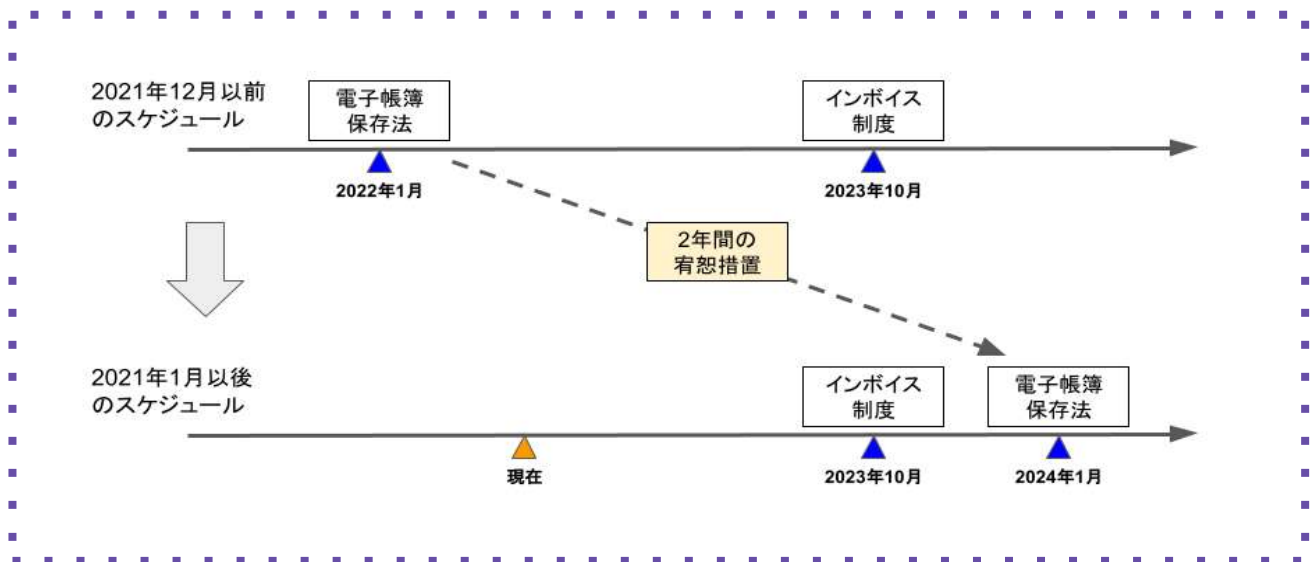 2021年12月以前
のスケジュール
電子帳簿
保存法
インボイス
制度
2022年1月
2023年10月
2年間の
宥恕措置
2021年1月以後
のスケジュール
インボイス
制度
電子帳簿
保存法
現在
2023年10月
2024年1月